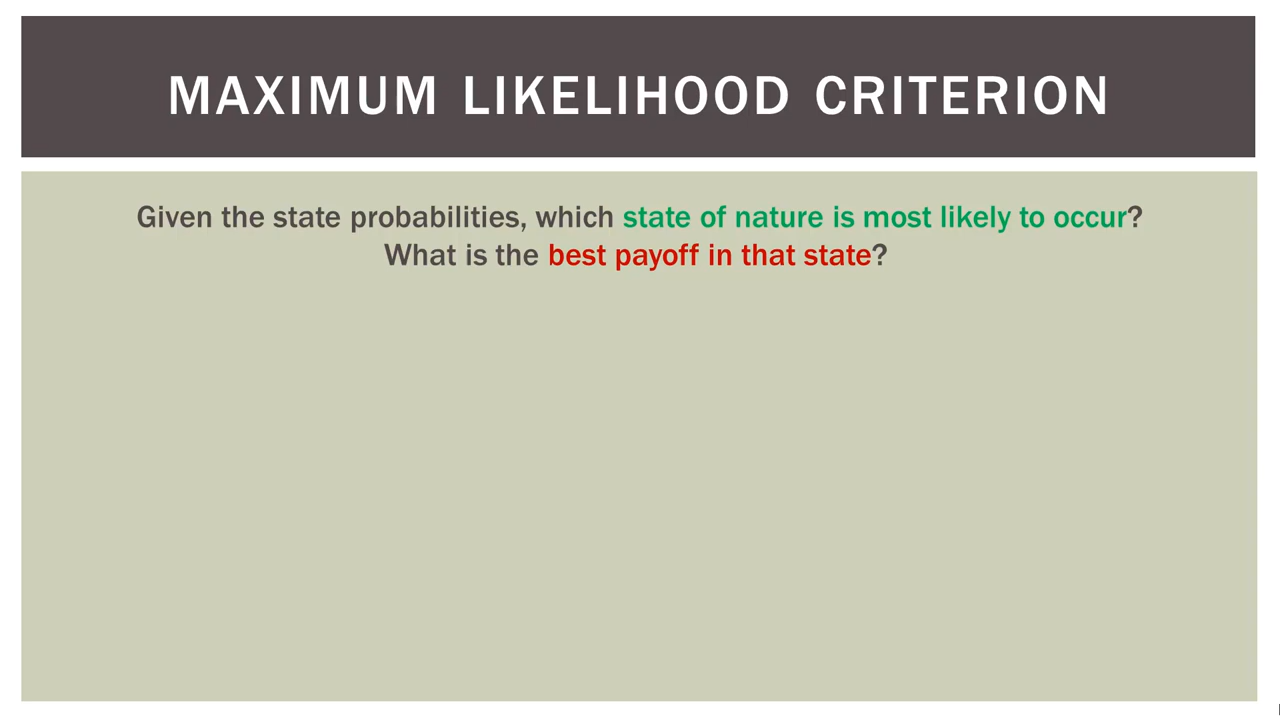 MAXIMUM LIKELIHOOD CRITERION
Given the state probabilities, which state of nature is most likely to occur?
What is the best payoff in that state?